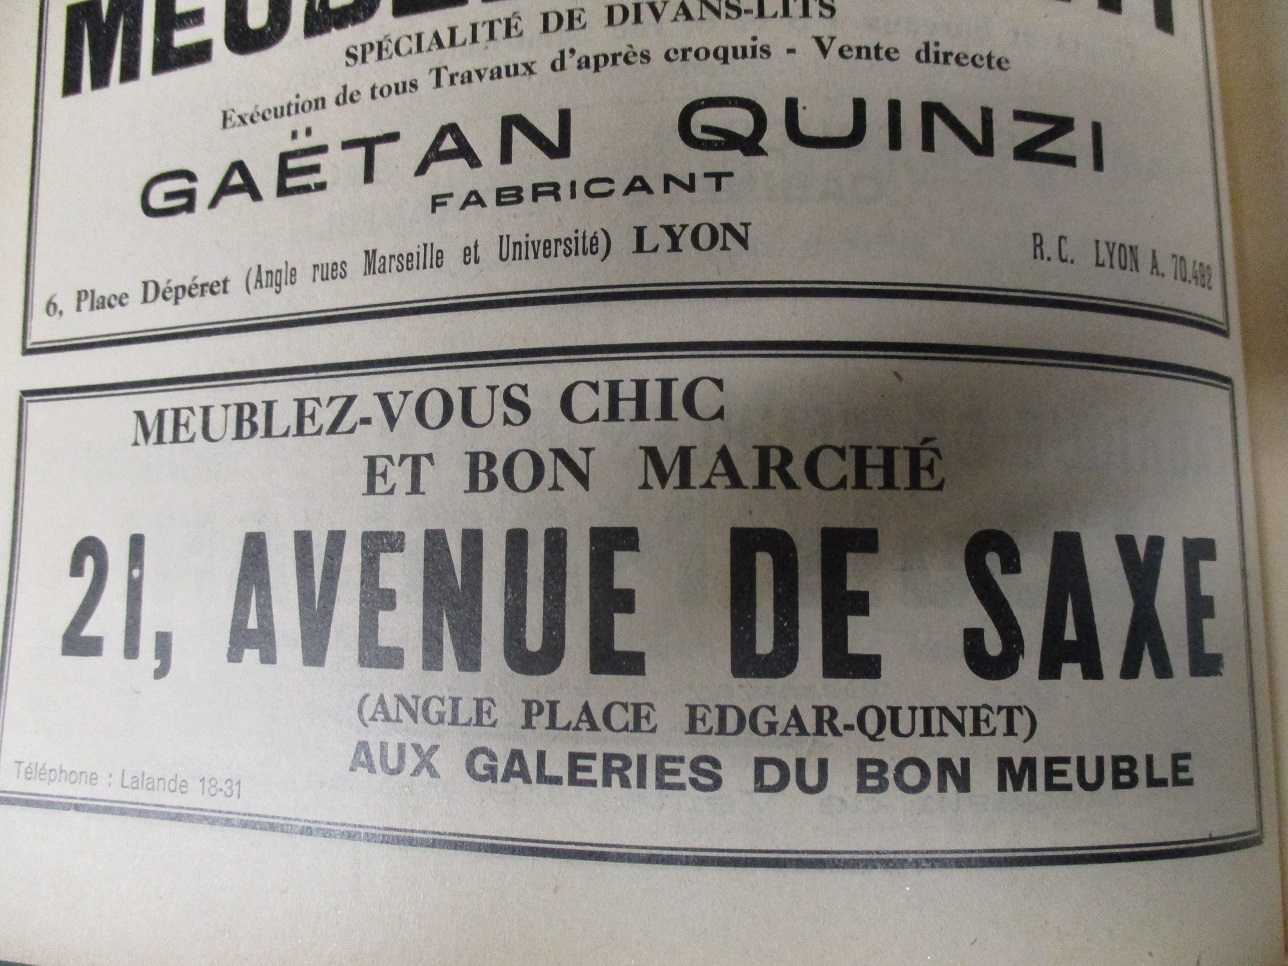 SPÉCIALITÉ DE DIVANS-LITS
Exécution de tous Travaux d'après croquis - Vente directe
GAËTAN QUINZI
FABRICANT
6, Place Dépéret (Angle rues Marseille et Université) LYON R. C. LYON A. 70.492
MEUBLEZ-VOUS CHIC
ET BON MARCHÉ
21, AVENUE DE SAXE
(ANGLE PLACE EDGAR-QUINET)
AUX GALERIES DU BON MEUBLE
Téléphone : Lalande 18-31